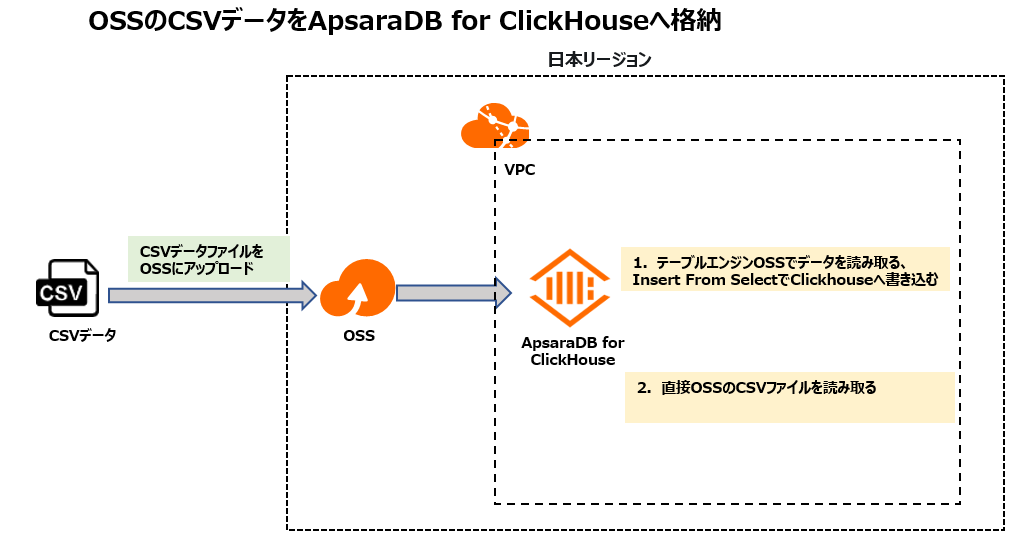 OSSのCSVデータをApsaraDB for ClickHouseへ格納
日本リージョン
VPC
CSVデータファイルを
OSSにアップロード
CSV
CSVデータ
OSS
ApsaraDB for
ClickHouse
1. テーブルエンジンOSSでデータを読み取る、
Insert From SelectでClickhouseへ書き込む
2. 直接OSSのCSVファイルを読み取る